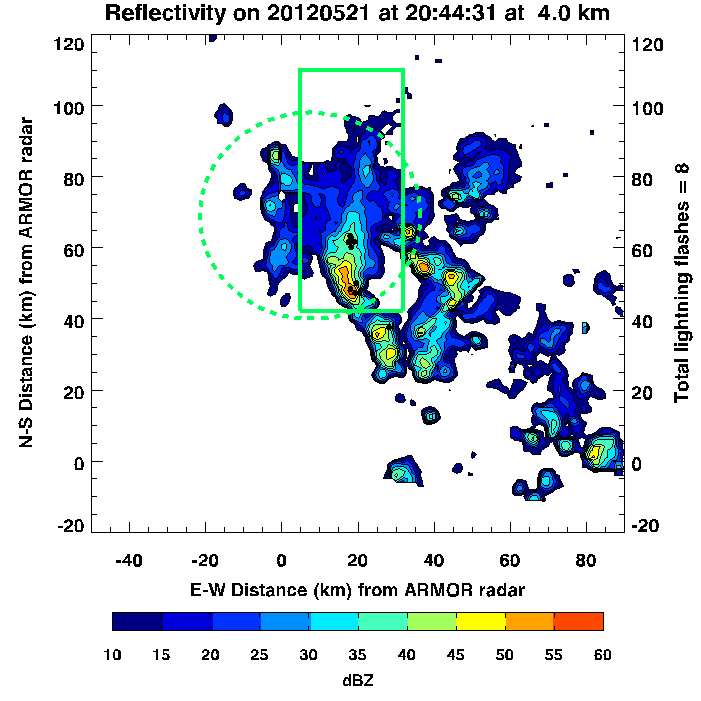 Reflectivity on 20120521 at 20:44:31 at 4.0 km
120 120
100 100
80 80
60 60
40 40
20 20
0 0
-20 -20
N-S Distance (km) from ARMOR radar
Total lightning flashes = 8
-40 -20 0 20 40 60 80
E-W Distance (km) from ARMOR radar
10 15 20 25 30 35 40 45 50 55 60
dBZ